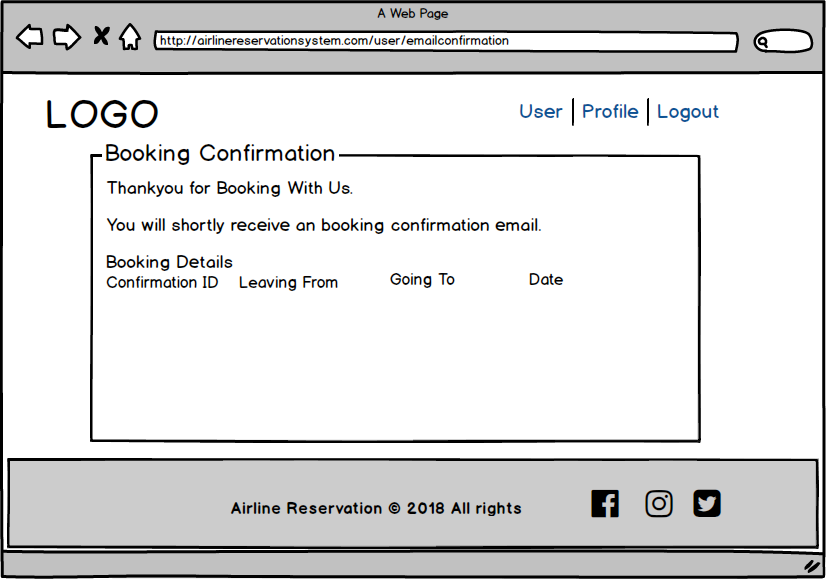 A Web Page
http://airlinereservationsystem.com/user/emailconfirmation
LOGO
User | Profile | Logout
Booking Confirmation
Thankyou for Booking With Us.
You will shortly receive an booking confirmation email.
Booking Details
Confirmation ID Leaving From Going To Date
Airline Reservation © 2018 All rights